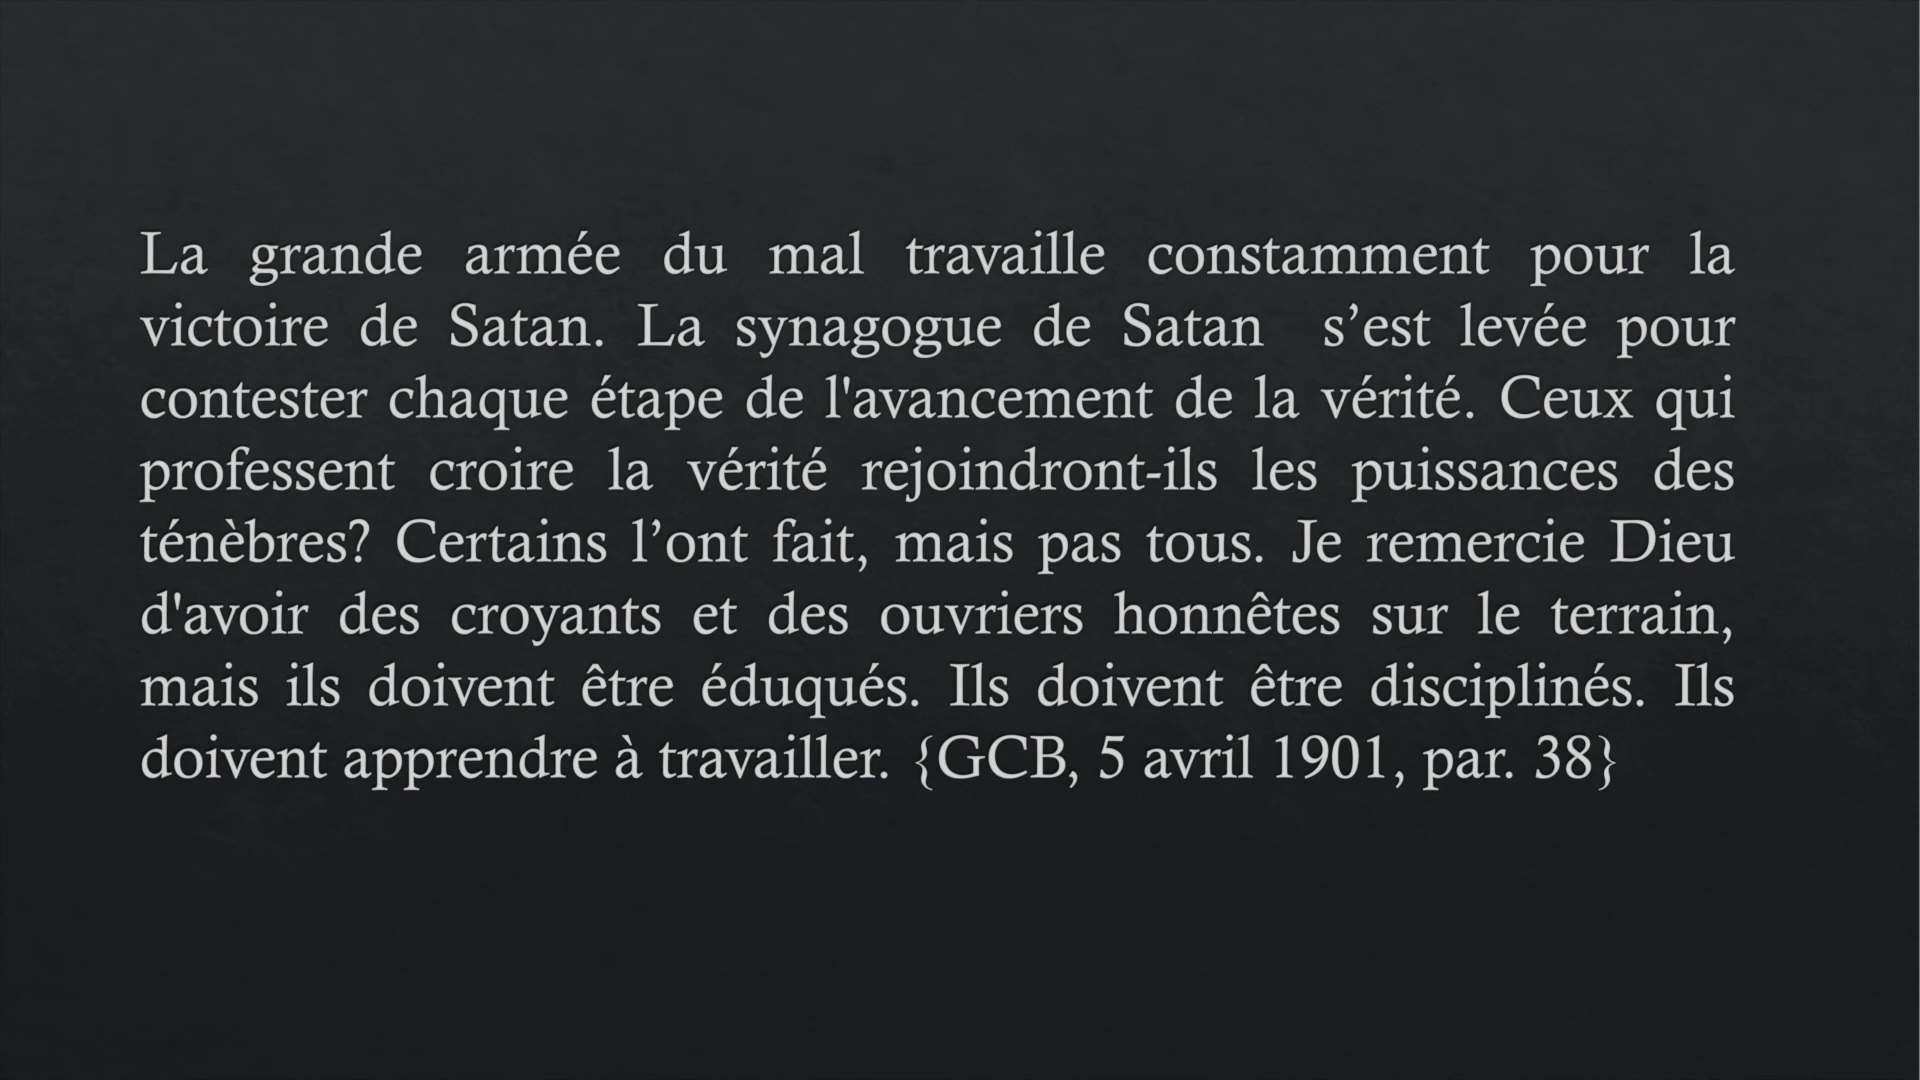 La grande armée du mal travaille constamment pour la
victoire de Satan. La synagogue de Satan  s’est levée pour
contester chaque étape de l'avancement de la vérité. Ceux qui
professent croire la vérité rejoindront-ils les puissances des
ténèbres? Certains l’ont fait, mais pas tous. Je remercie Dieu
d'avoir des croyants et des ouvriers honnêtes sur le terrain,
mais ils doivent être éduqués. Ils doivent être disciplinés. Ils
doivent apprendre à travailler. {GCB, 5 avril 1901, par. 38}